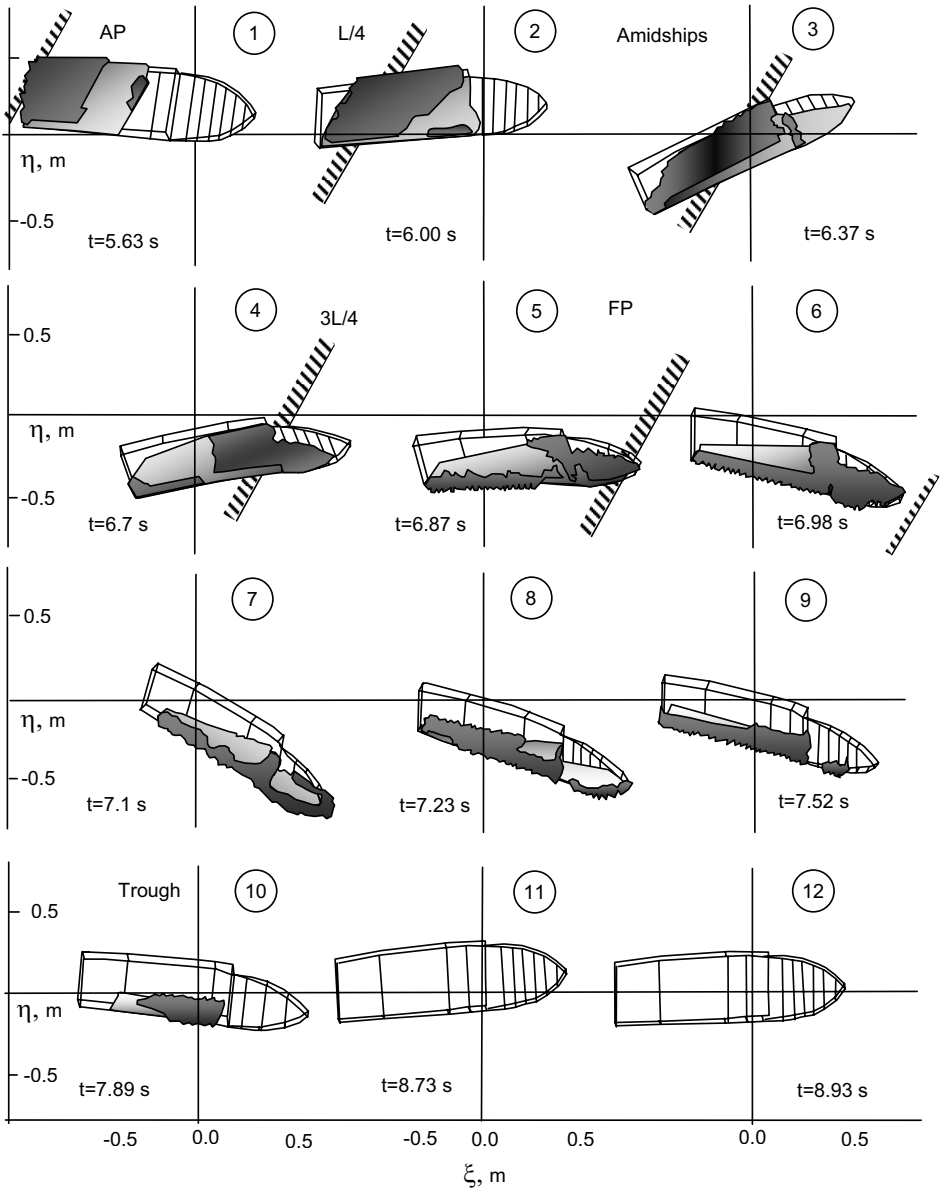 AP
1
L/4
2
Amidships
3
η, m
-0.5
t=5.63 s
t=6.00 s
t=6.37 s
4
3L/4
5
FP
6
0.5
η, m
-0.5
t=6.7 s
t=6.87 s
t=6.98 s
7
8
9
0.5
η, m
-0.5
t=7.1 s
t=7.23 s
t=7.52 s
Trough
10
11
12
0.5
η, m
-0.5
t=7.89 s
t=8.73 s
t=8.93 s
-0.5 0.0 0.5 -0.5 0.0 0.5 0.0 0.5
ξ, m